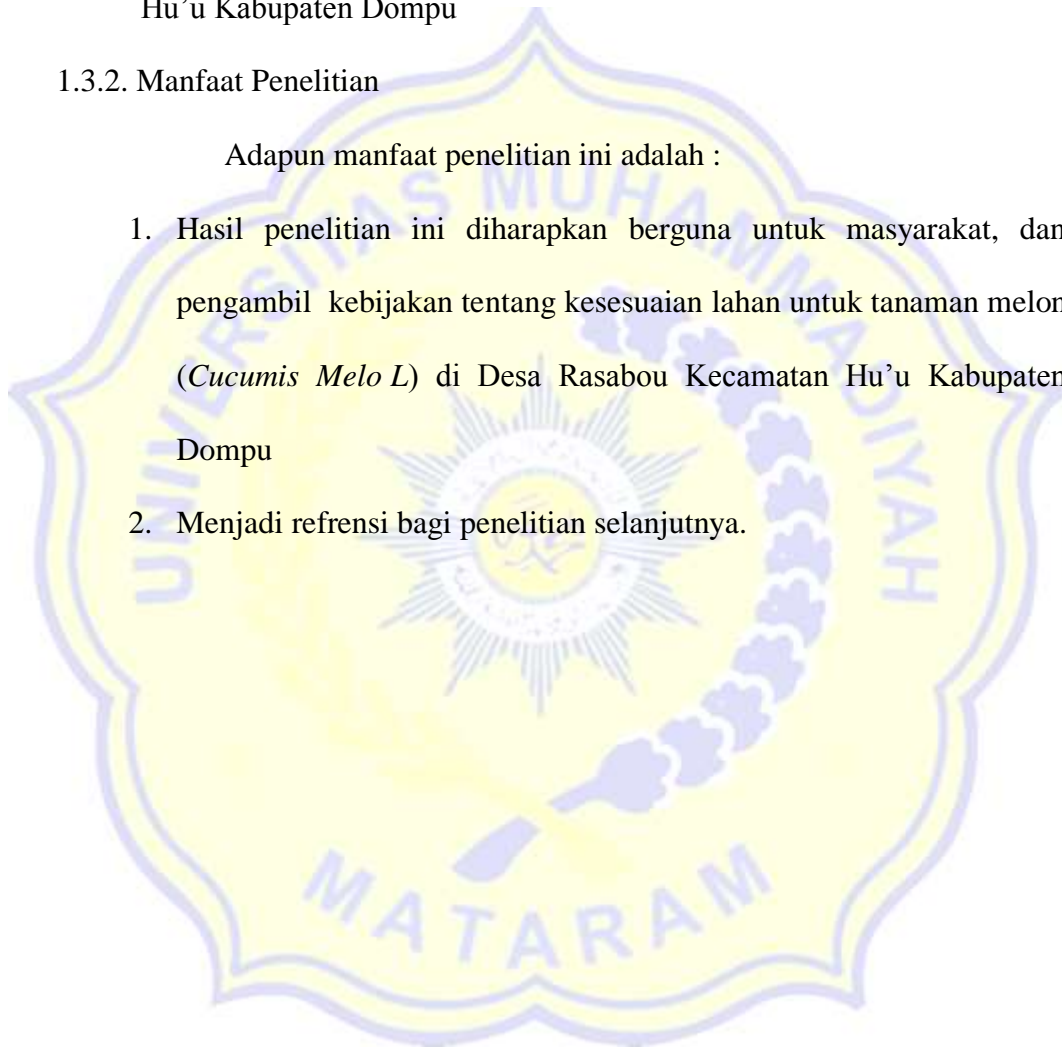 Hu’u Kabupaten Dompu
1.3.2. Manfaat Penelitian
Adapun manfaat penelitian ini adalah :
1. Hasil penelitian ini diharapkan berguna untuk masyarakat, dan
pengambil kebijakan tentang kesesuaian lahan untuk tanaman melon
(Cucumis Melo L) di Desa Rasabou Kecamatan Hu’u Kabupaten
Dompu
2. Menjadi refrensi bagi penelitian selanjutnya.
UNIVERSITAS MUHAMMADIYAH
MATARAM